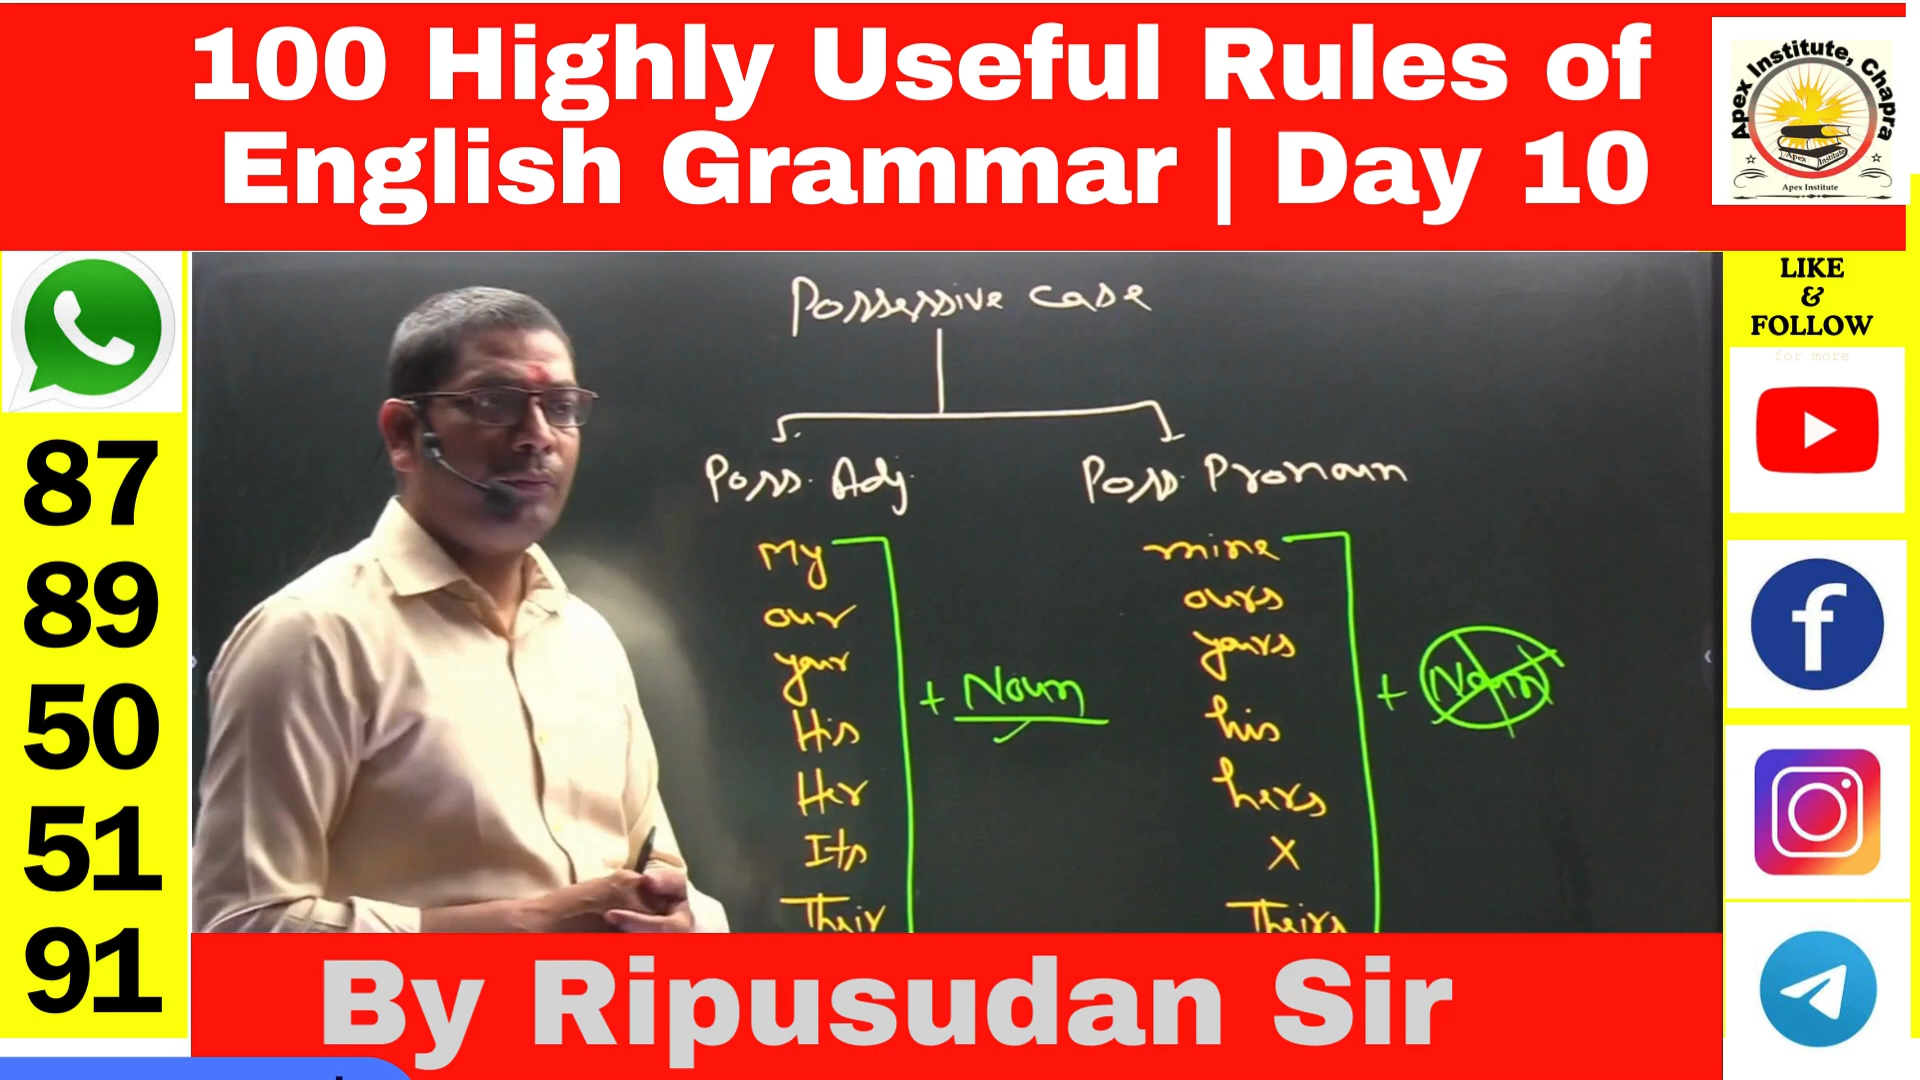 100 Highly Useful Rules of
English Grammar | Day 10
Apex Institute, Chapra
Apex Institute
Apex Institute
LIKE
&
FOLLOW
for more
87
89
50
51
91
Possessive case
Poss. Adj. Poss. Pronoun
My mine
our ours
your yours
+ Noun + Noun
His his
Her hers
Its X
Their Theirs
By Ripusudan Sir